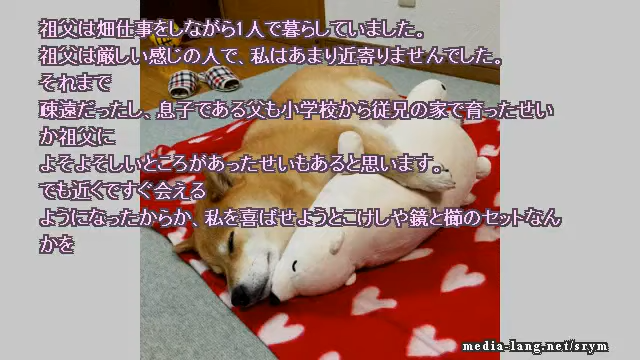 祖父は畑仕事をしながら1人で暮らしていました。
祖父は厳しい感じの人で、私はあまり近寄りませんでした。
それまで
疎遠だったし、息子である父も小学校から従兄の家で育ったせい
か祖父に
よそよそしいところがあったせいもあると思います。
でも近くですぐ会える
ようになったからか、私を喜ばせようとこけしや鏡と櫛のセットなん
かを
media-lang.net/srym